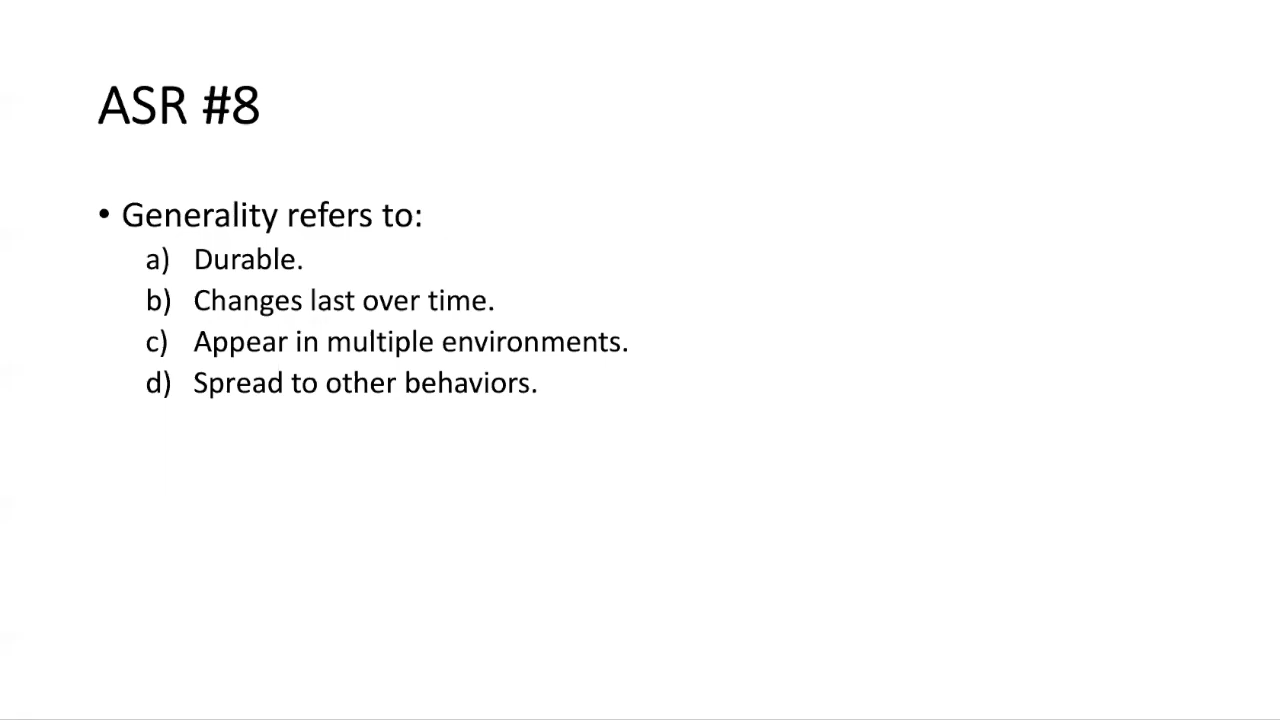 ASR #8
• Generality refers to:
a) Durable.
b) Changes last over time.
c) Appear in multiple environments.
d) Spread to other behaviors.